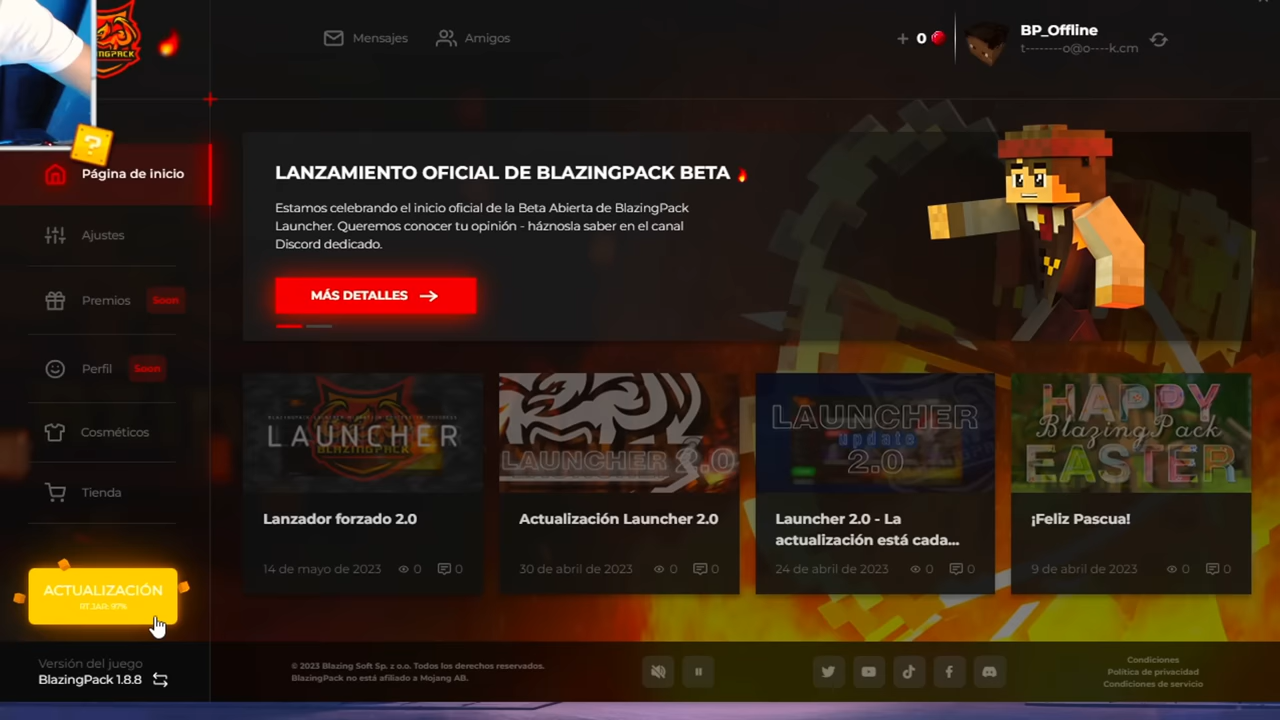 Mensajes
Amigos
+ 0
BP_Offline
t--------o@o----k.cm
?
Página de inicio
Ajustes
Premios
Soon
Perfil
Soon
Cosméticos
Tienda
ACTUALIZACIÓN
RT.JAR: 97%
Versión del juego
BlazingPack 1.8.8
LANZAMIENTO OFICIAL DE BLAZINGPACK BETA
Estamos celebrando el inicio oficial de la Beta Abierta de BlazingPack
Launcher. Queremos conocer tu opinión - háznosla saber en el canal
Discord dedicado.
MÁS DETALLES
LAUNCHER
BLAZINGPACK
Lanzador forzado 2.0
14 de mayo de 2023
0
0
LAUNCHER 2.0
Actualización Launcher 2.0
30 de abril de 2023
0
0
LAUNCHER
update
2.0
Launcher 2.0 - La
actualización está cada...
24 de abril de 2023
0
0
HAPPY
BlazingPack
EASTER
¡Feliz Pascua!
9 de abril de 2023
0
0
© 2023 Blazing Soft Sp. z o.o. Todos los derechos reservados.
BlazingPack no está afiliado a Mojang AB.
Condiciones
Política de privacidad
Condiciones de servicio